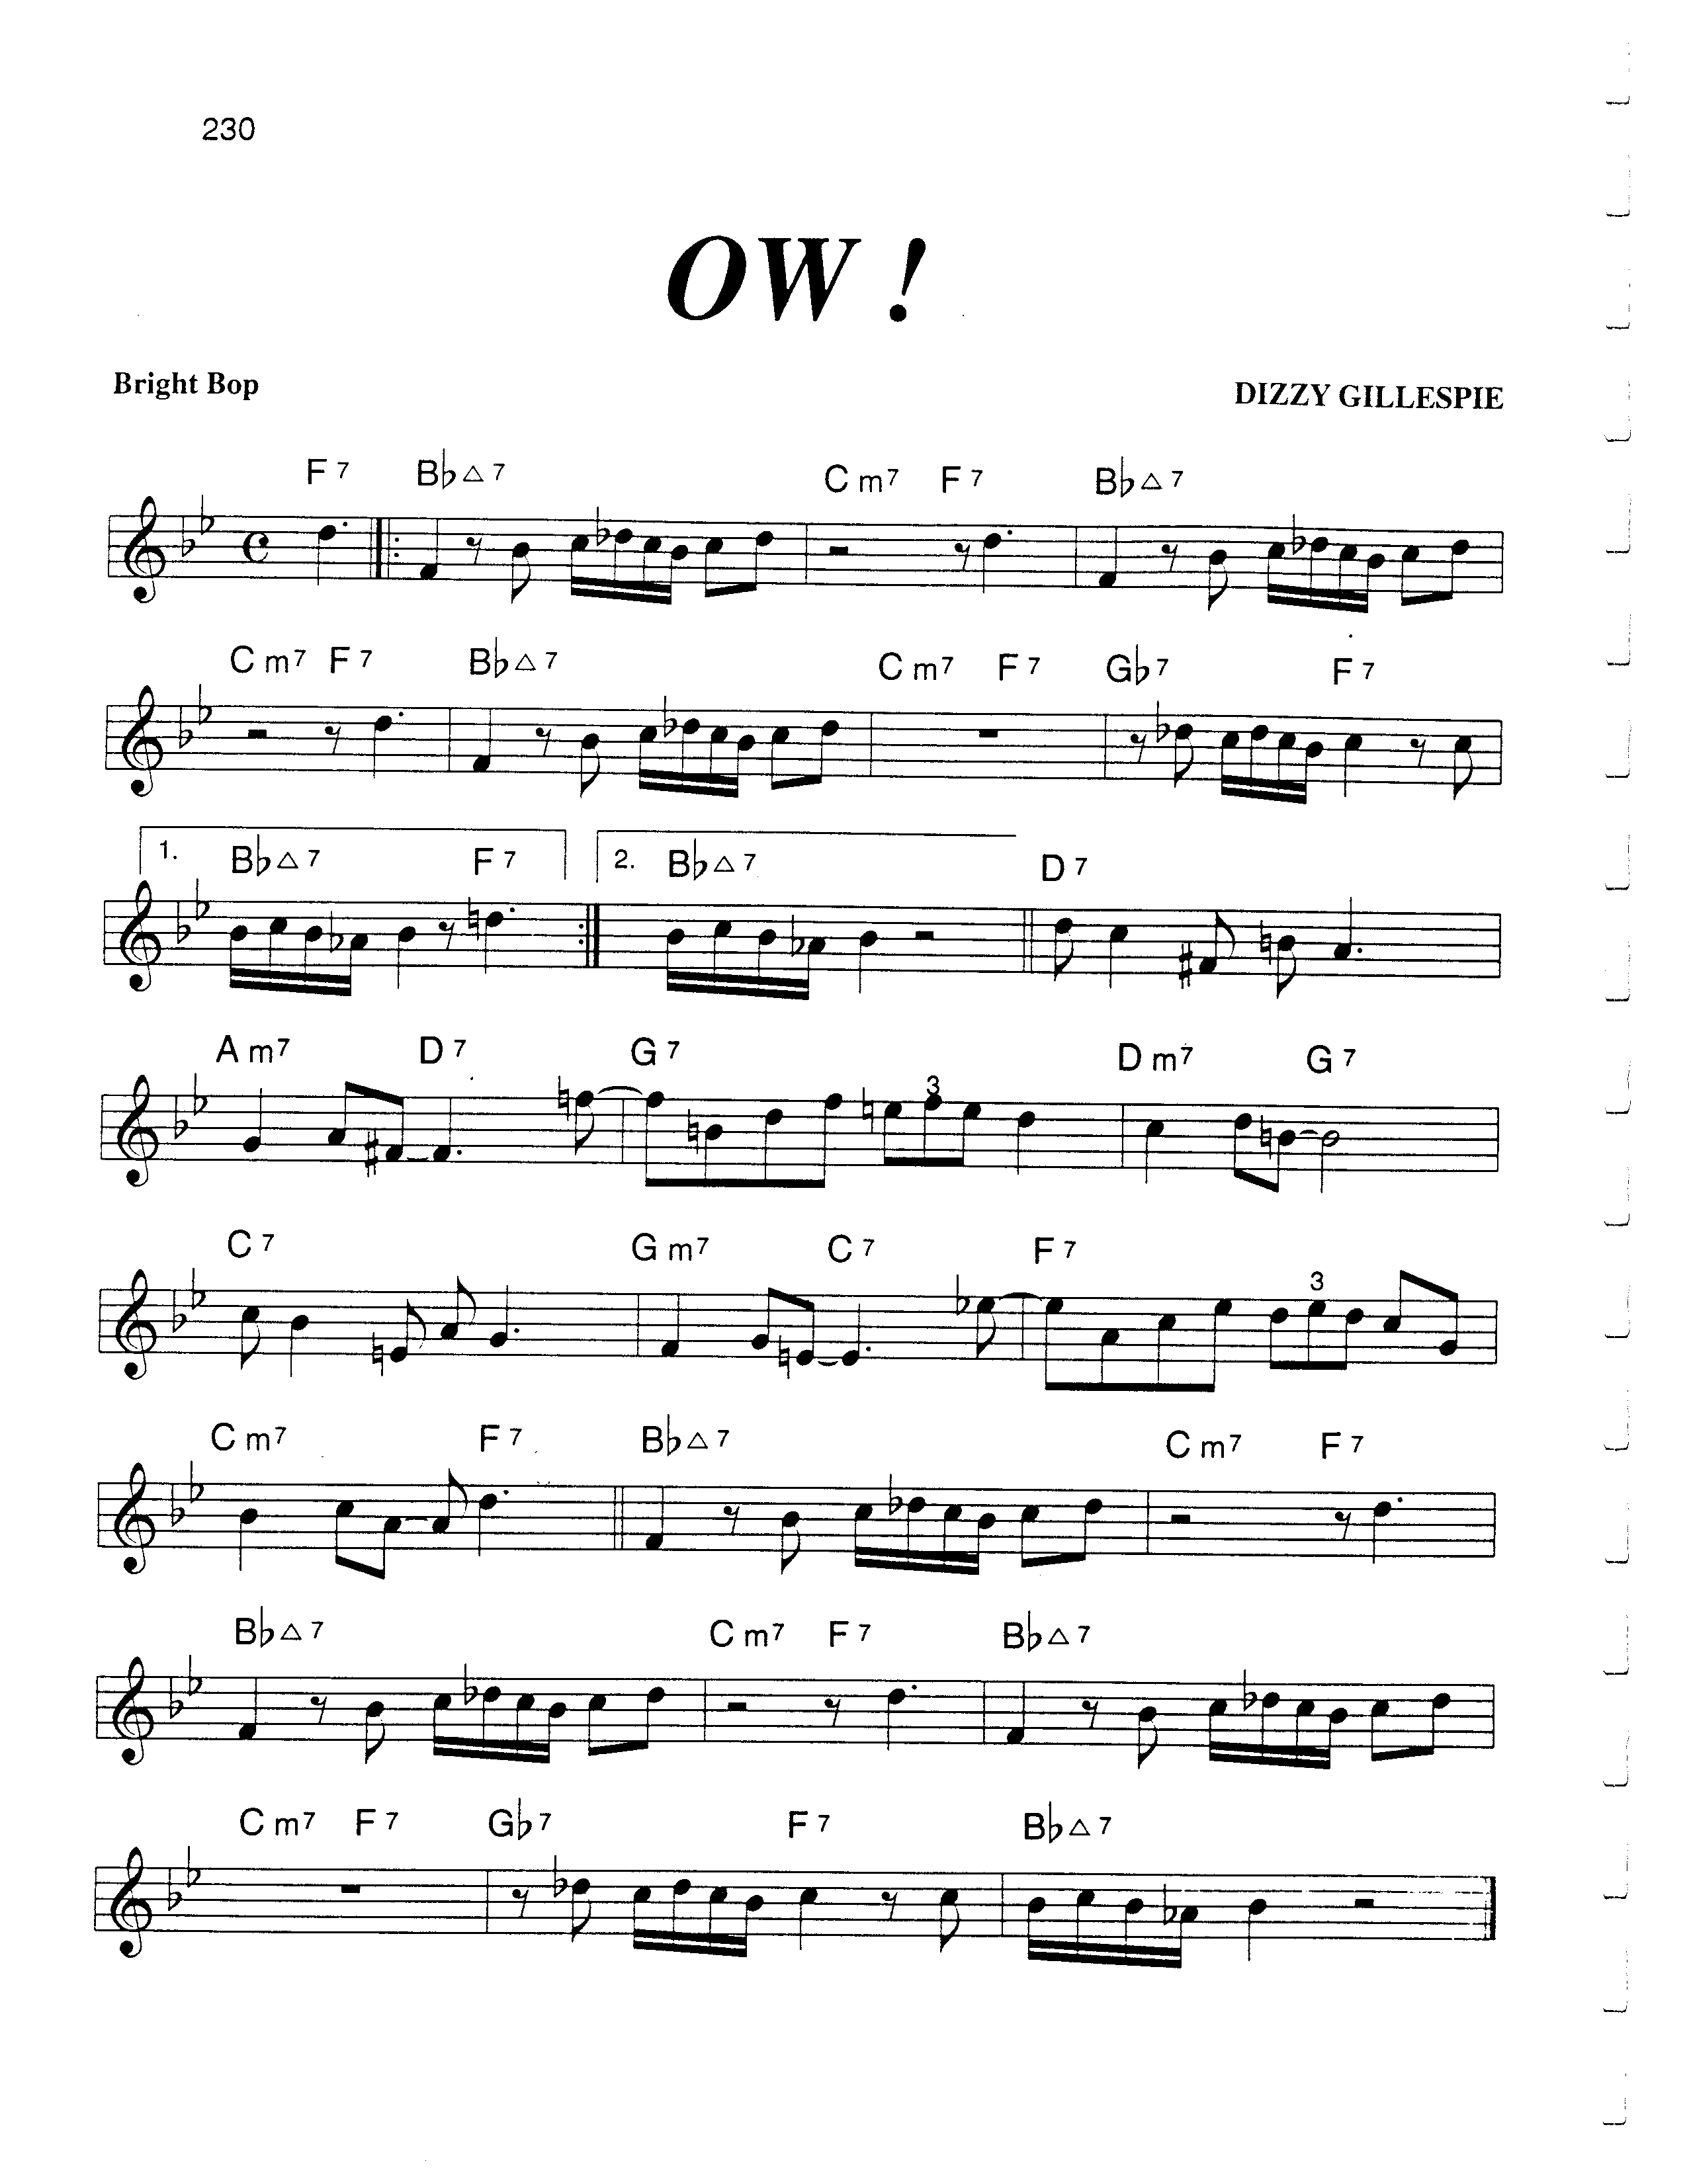 230
OW !
Bright Bop
DIZZY GILLESPIE
F 7 B♭△7 C m7 F 7 B♭△7
C m7 F 7 B♭△7 C m7 F 7 G♭7 F 7
1. B♭△7 F 7 2. B♭△7 D 7
A m7 D 7 G 7 3 D m7 G 7
C 7 G m7 C 7 F 7 3
C m7 F 7 B♭△7 C m7 F 7
B♭△7 C m7 F 7 B♭△7
C m7 F 7 G♭7 F 7 B♭△7